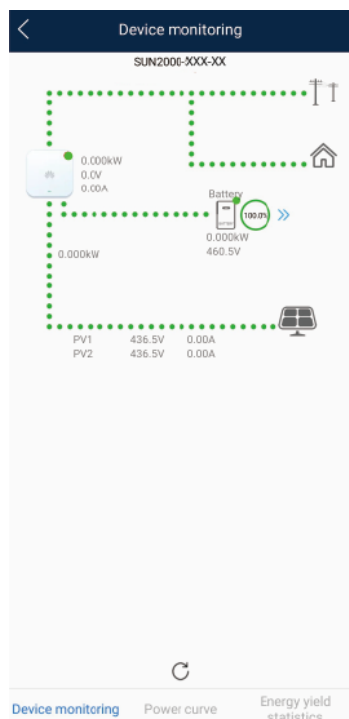 Device monitoring
SUN2000-XXX-XX
0.000kW
0.0V
0.00A
Battery
100.0%
0.000kW
460.5V
0.000kW
PV1 436.5V 0.00A
PV2 436.5V 0.00A
Device monitoring Power curve Energy yield statistics